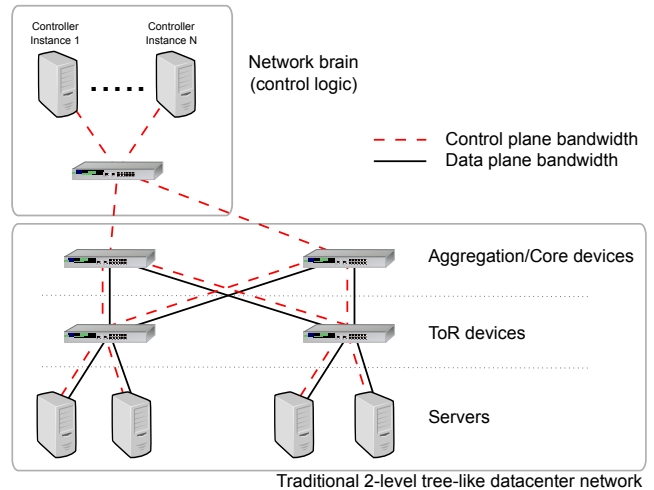 Controller
Instance 1
Controller
Instance N
Network brain
(control logic)
Control plane bandwidth
Data plane bandwidth
Aggregation/Core devices
ToR devices
Servers
Traditional 2-level tree-like datacenter network